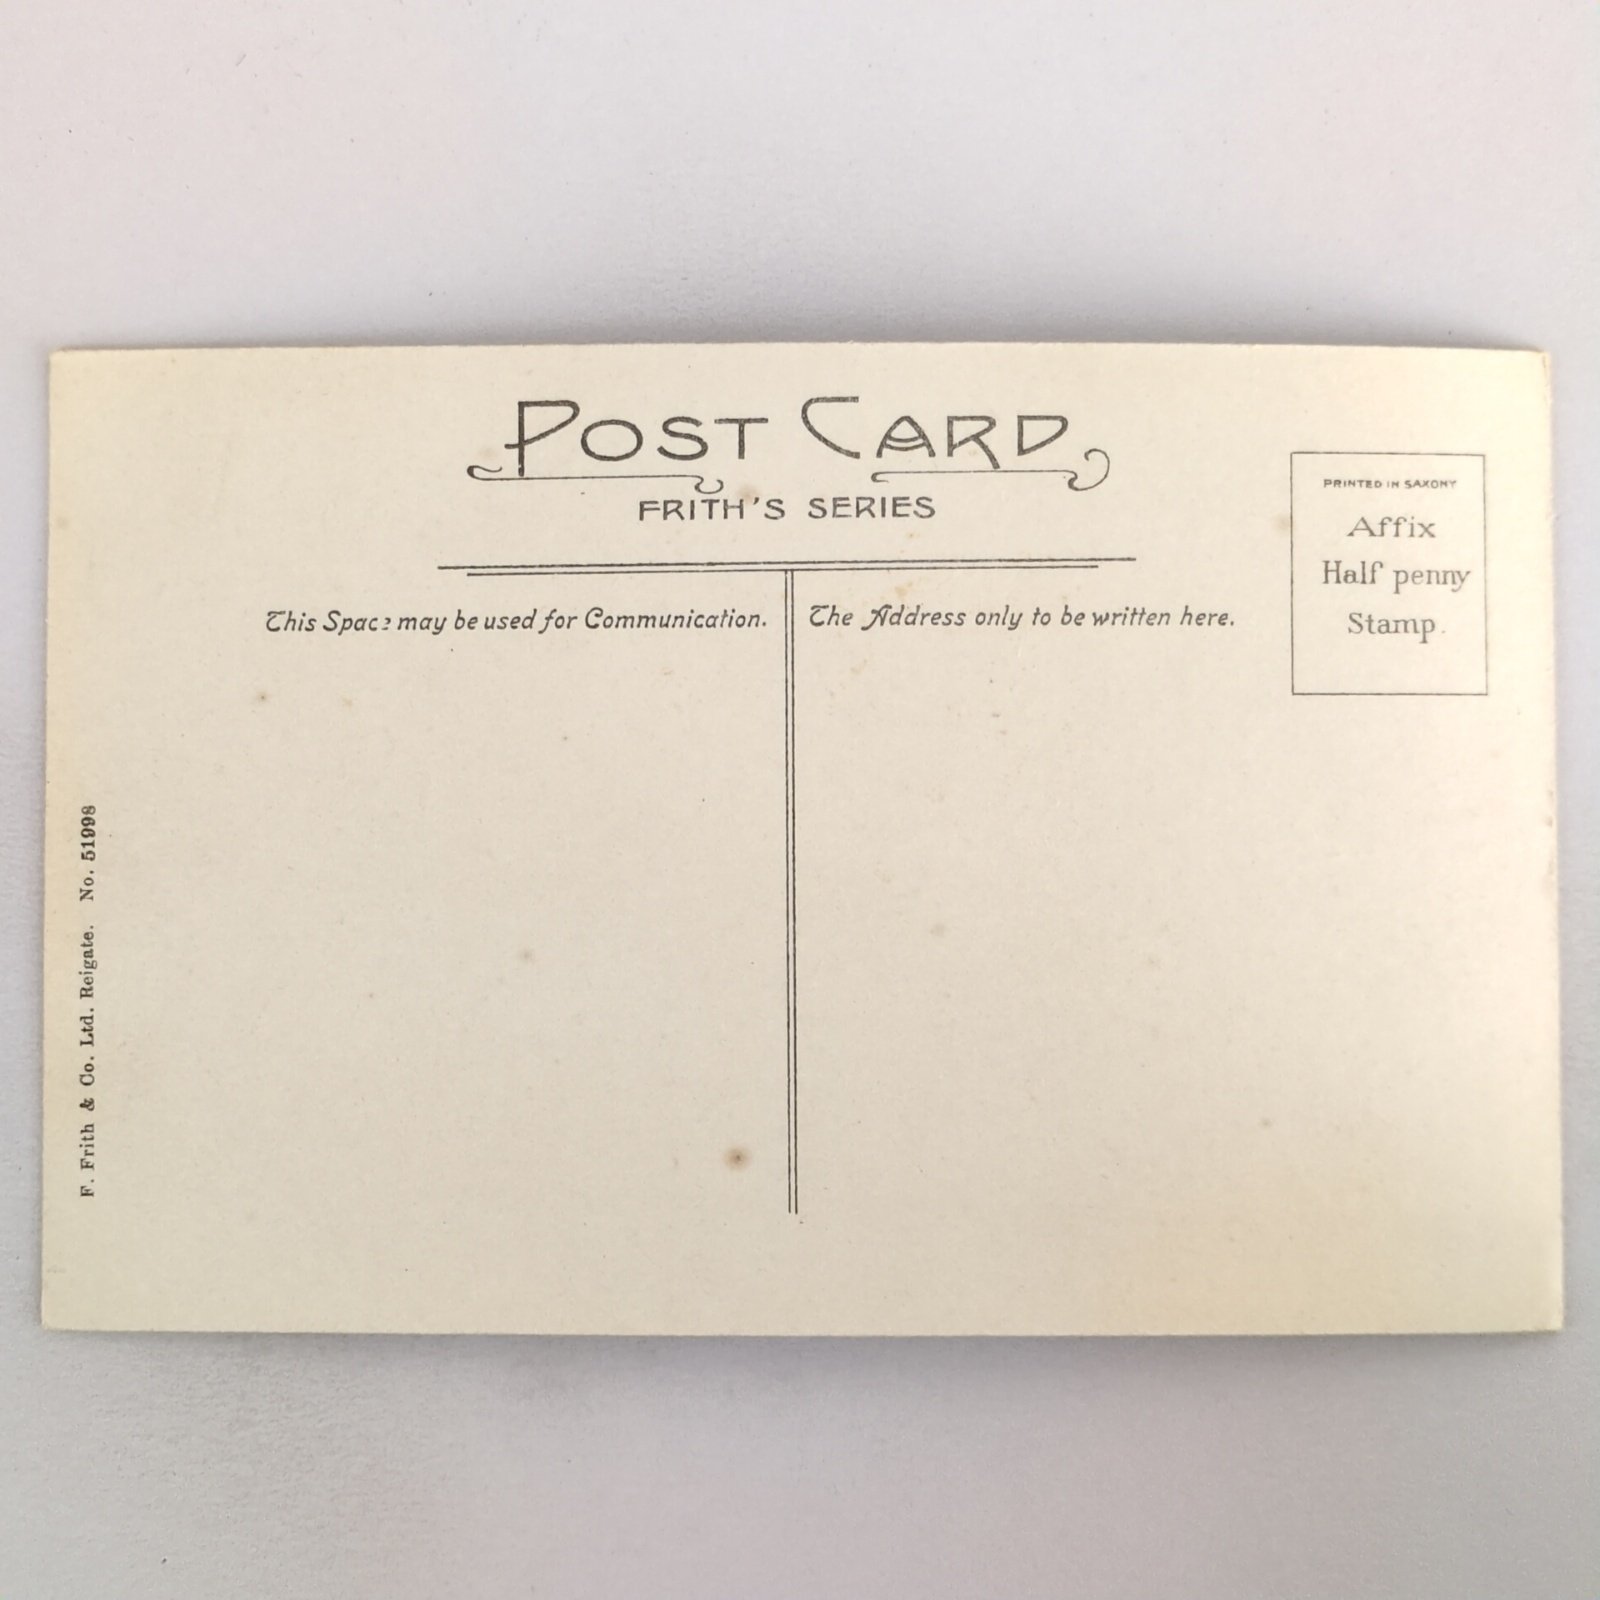 POST CARD
FRITH'S SERIES
PRINTED IN SAXONY
Affix
Half penny
Stamp.
This Space may be used for Communication.
The Address only to be written here.
F. Frith & Co. Ltd. Reigate. No. 51998